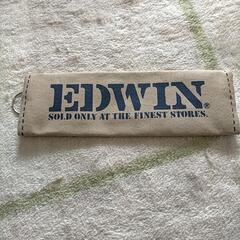 EDWIN®
SOLD ONLY AT THE FINEST STORES.